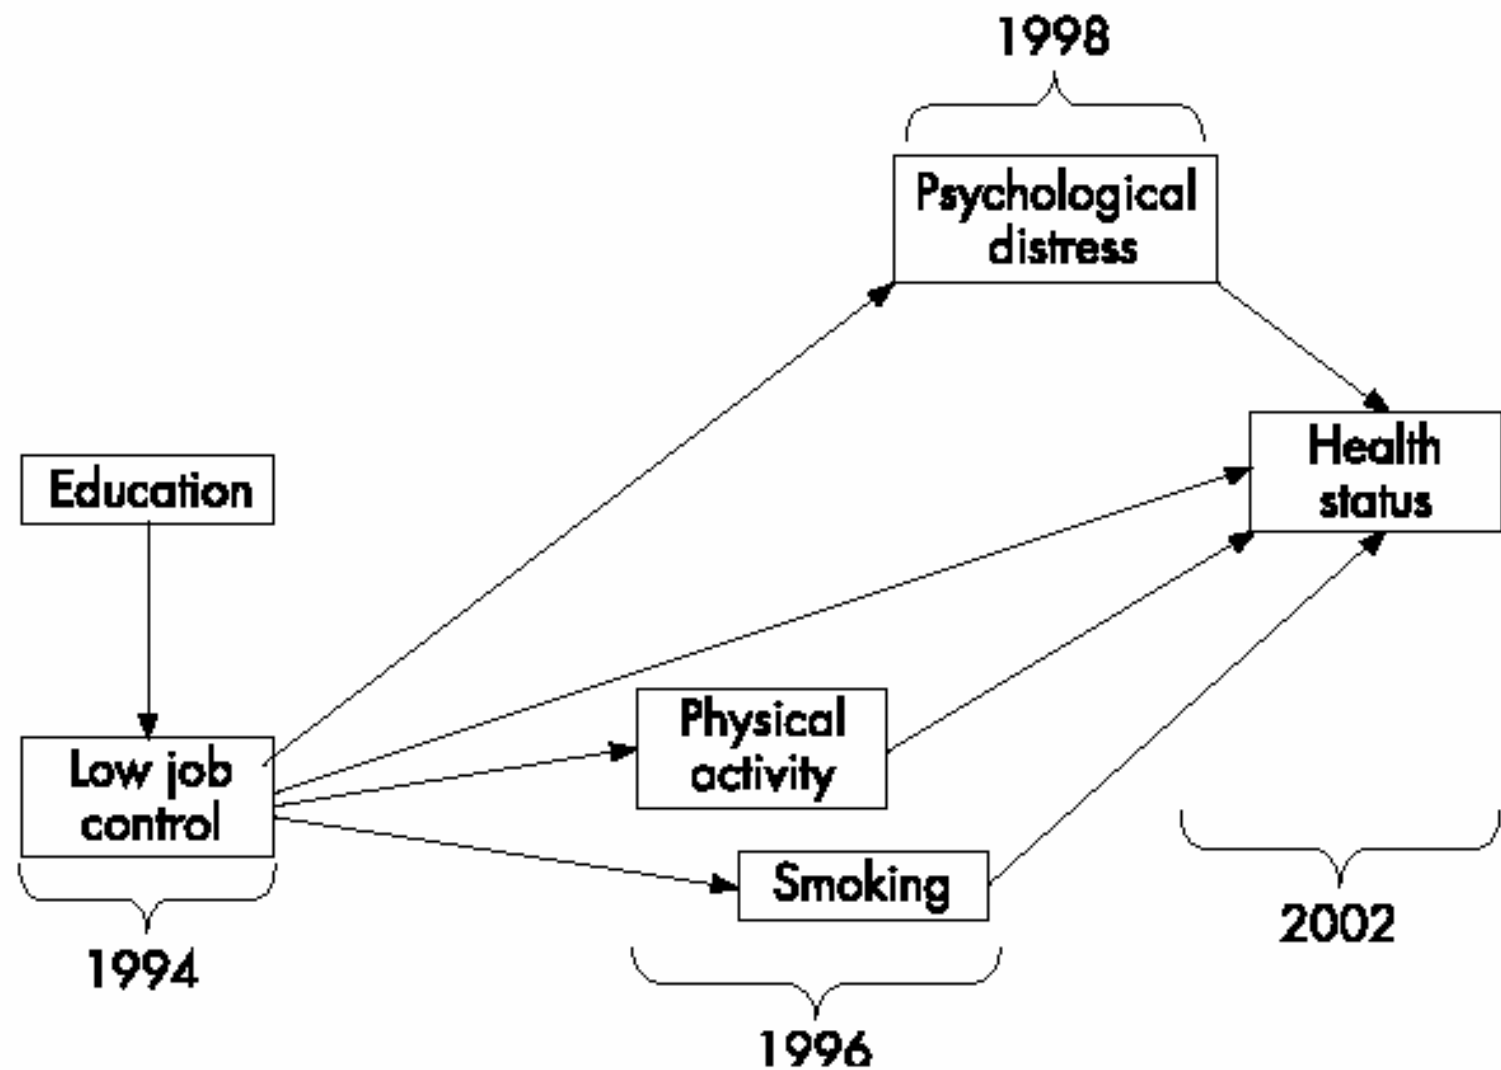 1998
Psychological
distress
Health
status
Education
Physical
activity
Low job
control
Smoking
2002
1994
1996